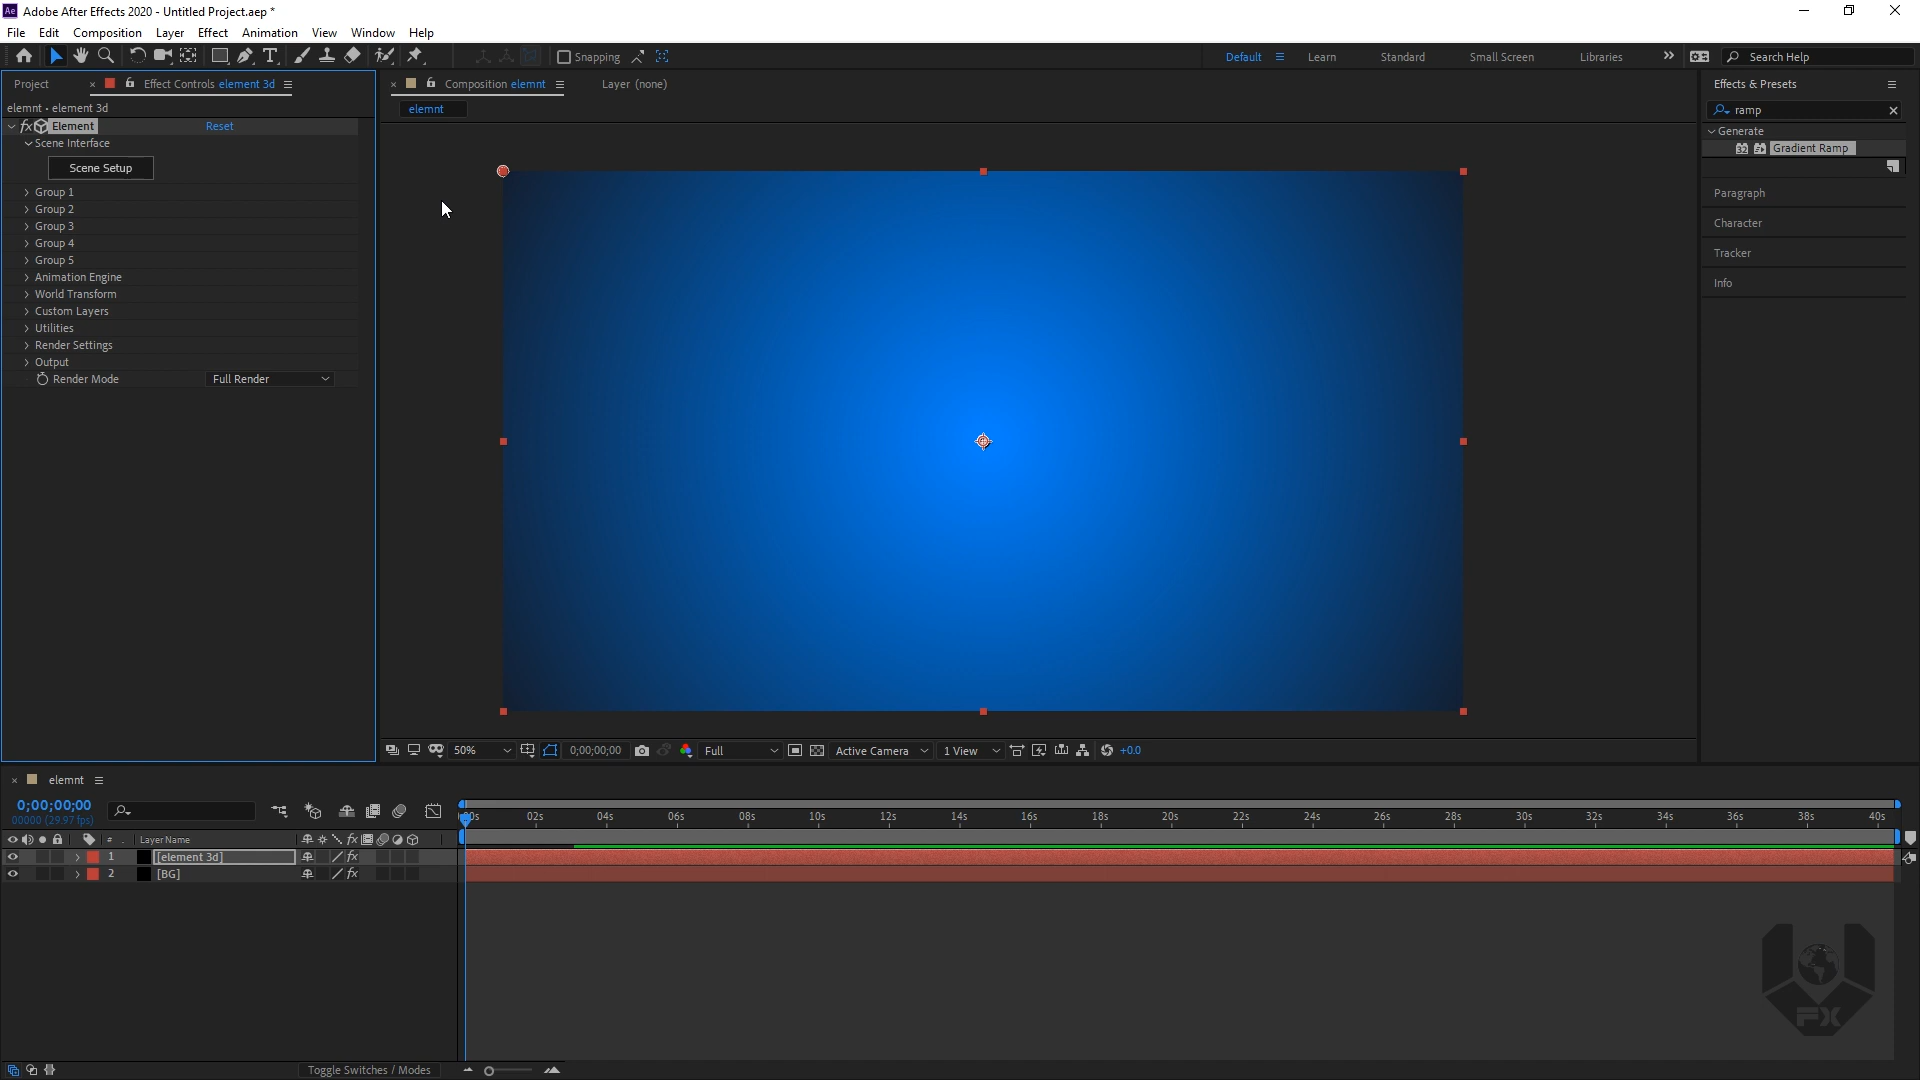 Ae Adobe After Effects 2020 - Untitled Project.aep *
File Edit Composition Layer Effect Animation View Window Help
Snapping Default Learn Standard Small Screen Libraries Search Help
Project Effect Controls element 3d Composition elemnt Layer (none) Effects & Presets
elemnt • element 3d elemnt ramp
fx Element Reset Generate
Scene Interface
Scene Setup 32 Gradient Ramp
Group 1 Paragraph
Group 2
Group 3 Character
Group 4
Group 5 Tracker
Animation Engine Info
World Transform
Custom Layers
Utilities
Render Settings
Output
Render Mode Full Render
50% 0;00;00;00 Full Active Camera 1 View +0.0
elemnt
0;00;00;00
00000 (29.97 fps)
02s 04s 06s 08s 10s 12s 14s 16s 18s 20s 22s 24s 26s 28s 30s 32s 34s 36s 38s 40s
# . Layer Name fx
1 [element 3d] fx
2 [BG] fx
FX
Toggle Switches / Modes